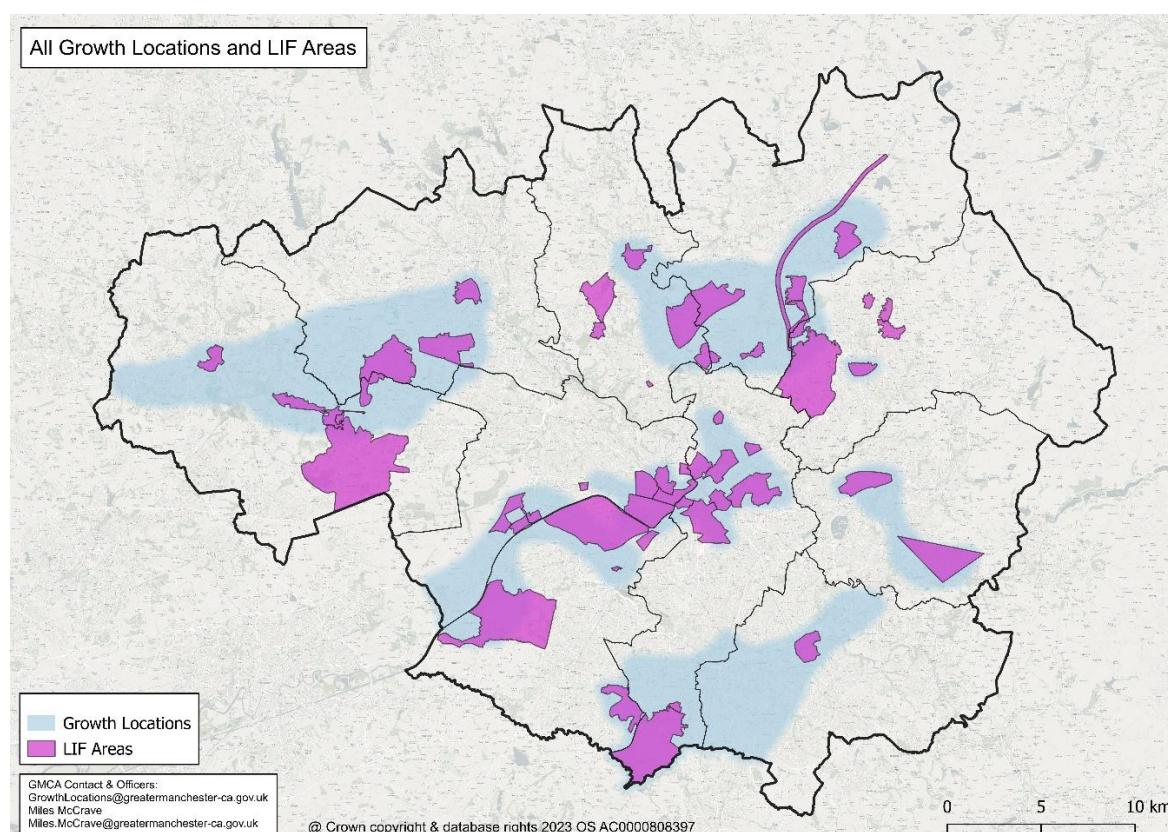 All Growth Locations and LIF Areas
Growth Locations
LIF Areas
GMCA Contact & Officers:
GrowthLocations@greatermanchester-ca.gov.uk
Miles McCrave
Miles.McCrave@greatermanchester-ca.gov.uk
@ Crown copyright & database rights 2023 OS AC0000808397
0 5 10 km